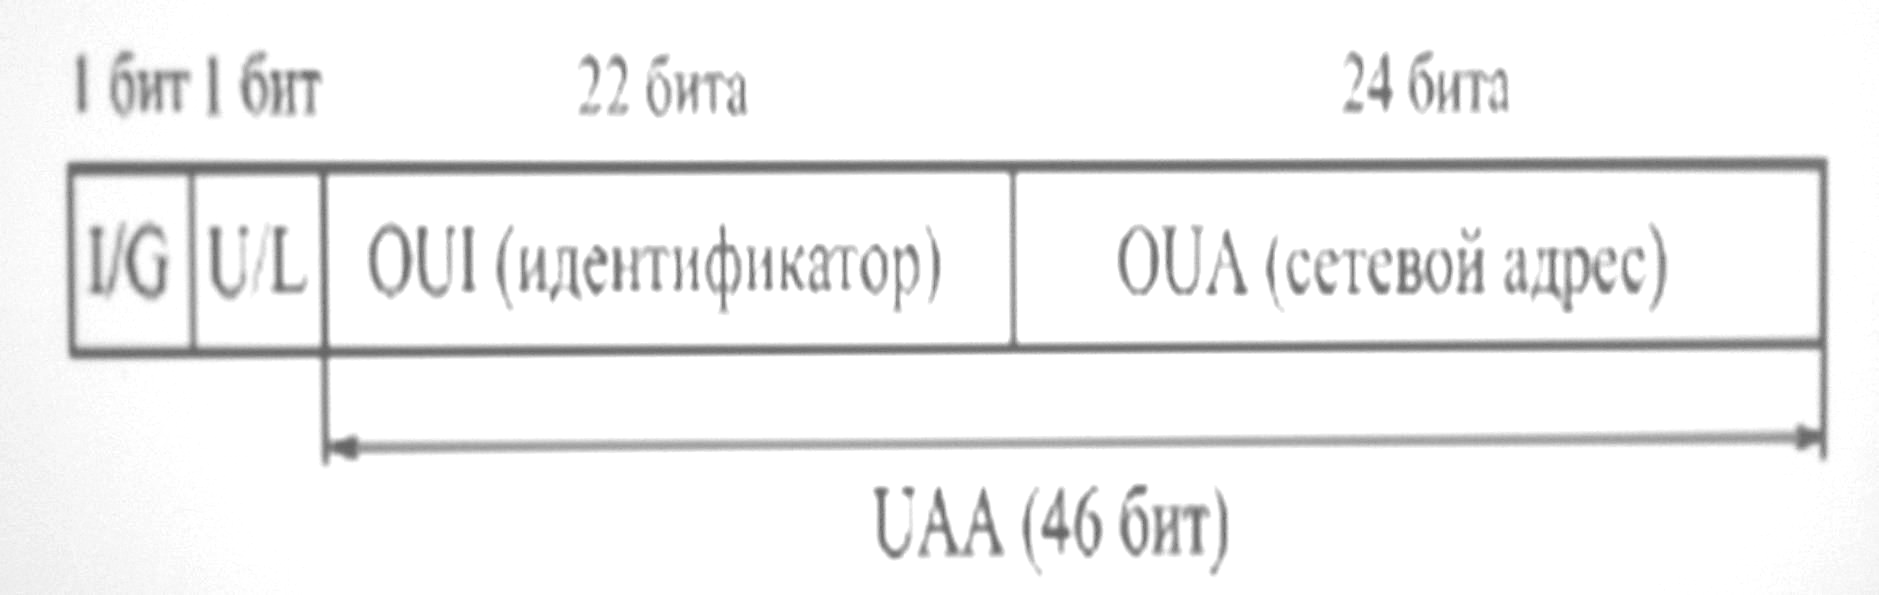 1 бит 1 бит 22 бита 24 бита
I/G U/L OUI (идентификатор) OUA (сетевой адрес)
UAA (46 бит)